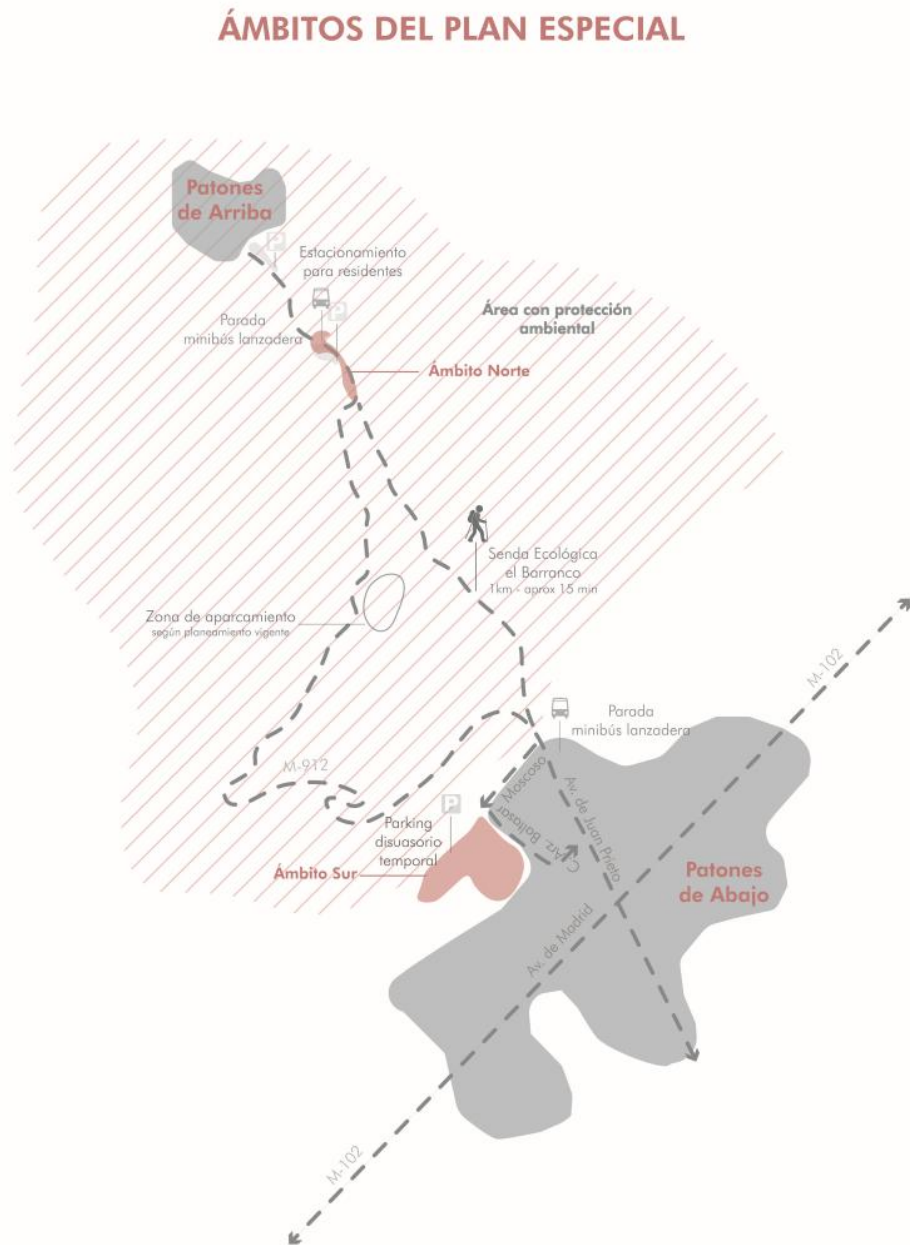 ÁMBITOS DEL PLAN ESPECIAL
Patones
de Arriba
P
Estacionamiento
para residentes
P
Parada
minibús lanzadera
Área con protección
ambiental
Ámbito Norte
Senda Ecológica
el Barranco
1km - aprox 15 min
Zona de aparcamiento
según planeamiento vigente
M-102
Parada
minibús lanzadera
M-912
P
Parking
disuasorio
temporal
Ámbito Sur
C. Arz. Baltasar Moscoso
Av. de Juan Prieto
Patones
de Abajo
Av. de Madrid
M-102